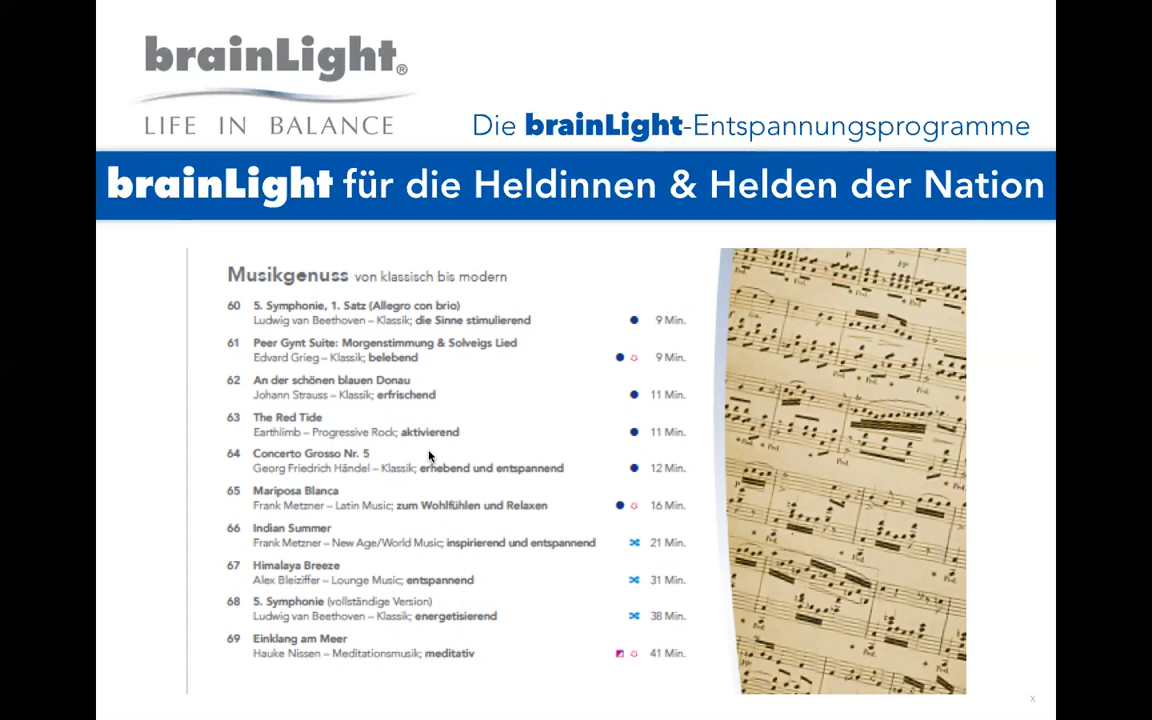 brainLight®
LIFE IN BALANCE
Die brainLight-Entspannungsprogramme
brainLight für die Heldinnen & Helden der Nation
Musikgenuss von klassisch bis modern
60 5. Symphonie, 1. Satz (Allegro con brio)
Ludwig van Beethoven – Klassik; die Sinne stimulierend 9 Min.
61 Peer Gynt Suite: Morgenstimmung & Solveigs Lied
Edvard Grieg – Klassik; belebend 9 Min.
62 An der schönen blauen Donau
Johann Strauss – Klassik; erfrischend 11 Min.
63 The Red Tide
Earthlimb – Progressive Rock; aktivierend 11 Min.
64 Concerto Grosso Nr. 5
Georg Friedrich Händel – Klassik; erhebend und entspannend 12 Min.
65 Mariposa Blanca
Frank Metzner – Latin Music; zum Wohlfühlen und Relaxen 16 Min.
66 Indian Summer
Frank Metzner – New Age/World Music; inspirierend und entspannend 21 Min.
67 Himalaya Breeze
Alex Bleiziffer – Lounge Music; entspannend 31 Min.
68 5. Symphonie (vollständige Version)
Ludwig van Beethoven – Klassik; energetisierend 38 Min.
69 Einklang am Meer
Hauke Nissen – Meditationsmusik; meditativ 41 Min.
x